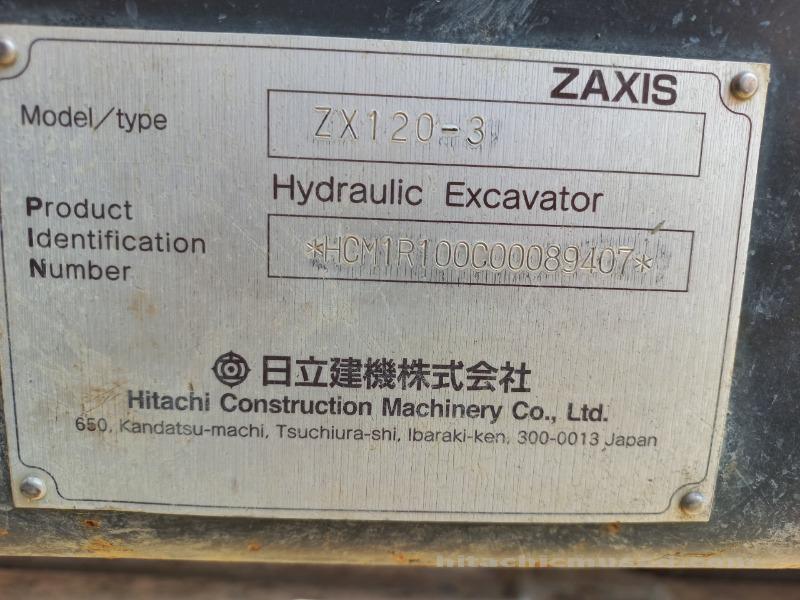 ZAXIS
Model/type
ZX120-3
Hydraulic Excavator
Product
Identification
Number
*HCM1R100C00089407*
日立建機株式会社
Hitachi Construction Machinery Co., Ltd.
650, Kandatsu-machi, Tsuchiura-shi, Ibaraki-ken, 300-0013 Japan